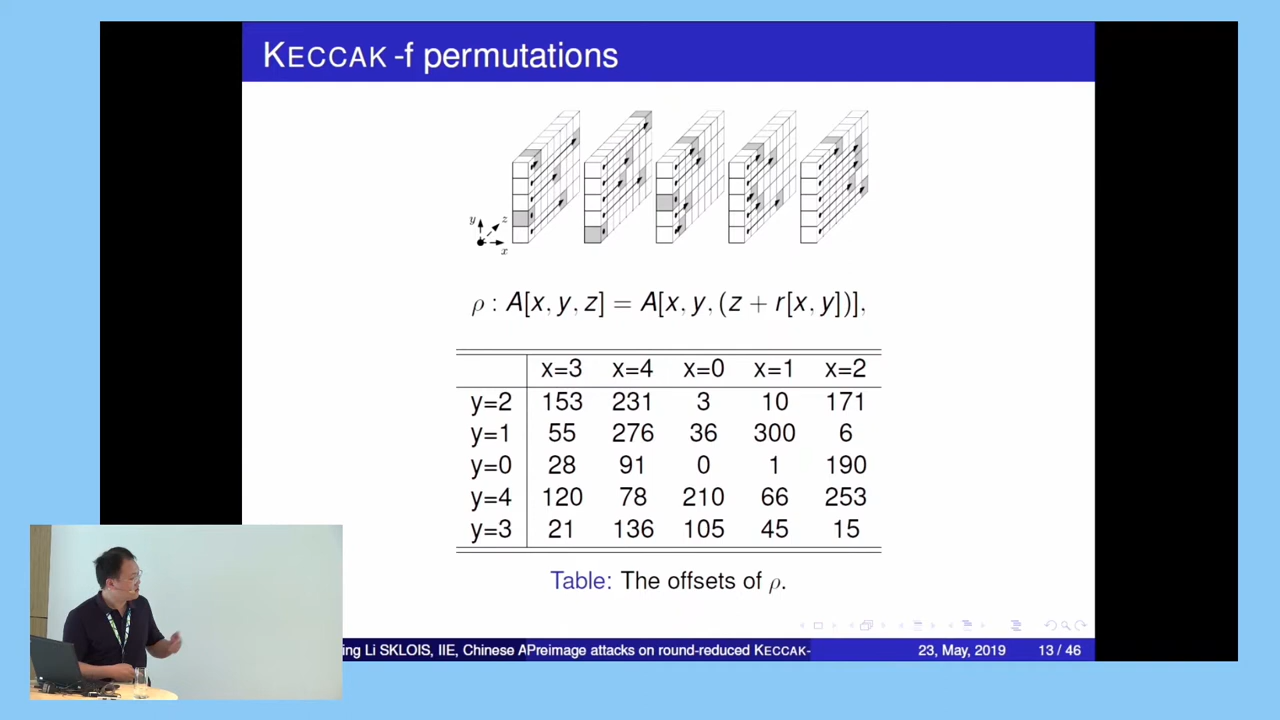 KECCAK -f permutations
y z
x
ρ : A[x, y, z] = A[x, y, (z + r[x, y])],
x=3 x=4 x=0 x=1 x=2
y=2 153 231 3 10 171
y=1 55 276 36 300 6
y=0 28 91 0 1 190
y=4 120 78 210 66 253
y=3 21 136 105 45 15
Table: The offsets of ρ.
ing Li SKLOIS, IIE, Chinese APreimage attacks on round-reduced KECCAK- 23, May, 2019 13 / 46